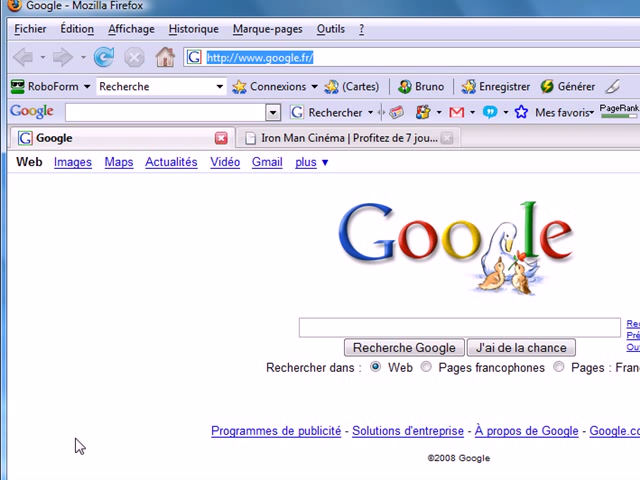 Google - Mozilla Firefox
Fichier Édition Affichage Historique Marque-pages Outils ?
G http://www.google.fr/
RoboForm Recherche Connexions (Cartes) Bruno Enregistrer Générer
Google G Rechercher Mes favoris PageRank
G Google Iron Man Cinéma | Profitez de 7 jou...
Web Images Maps Actualités Vidéo Gmail plus ▼
Google
Recherche Google J'ai de la chance
Rechercher dans : Web Pages francophones Pages : Fran
Programmes de publicité - Solutions d'entreprise - À propos de Google - Google.co
©2008 Google